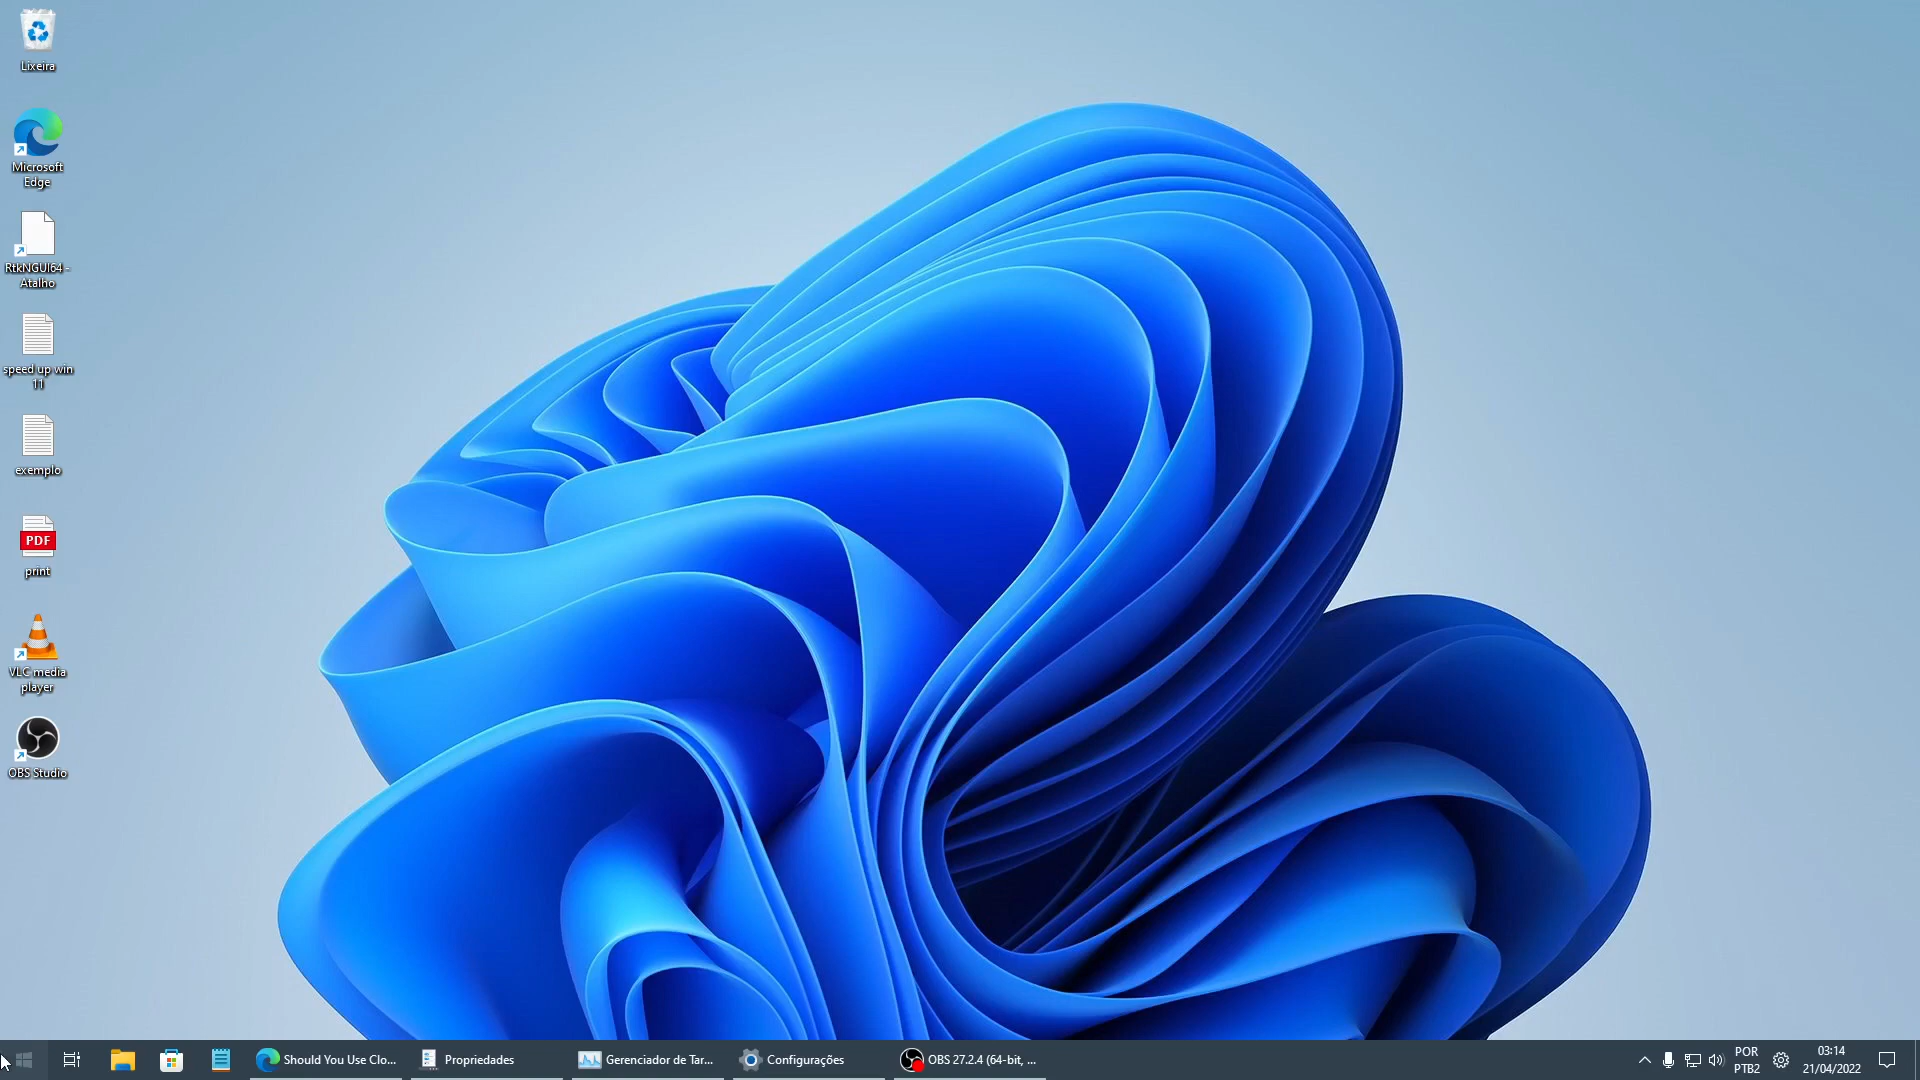 Lixeira
Microsoft
Edge
RtkNGUI64 -
Atalho
speed up win
11
exemplo
PDF
print
VLC media
player
OBS Studio
Should You Use Clo...
Propriedades
Gerenciador de Tar...
Configurações
OBS 27.2.4 (64-bit, ...
POR
PTB2
03:14
21/04/2022